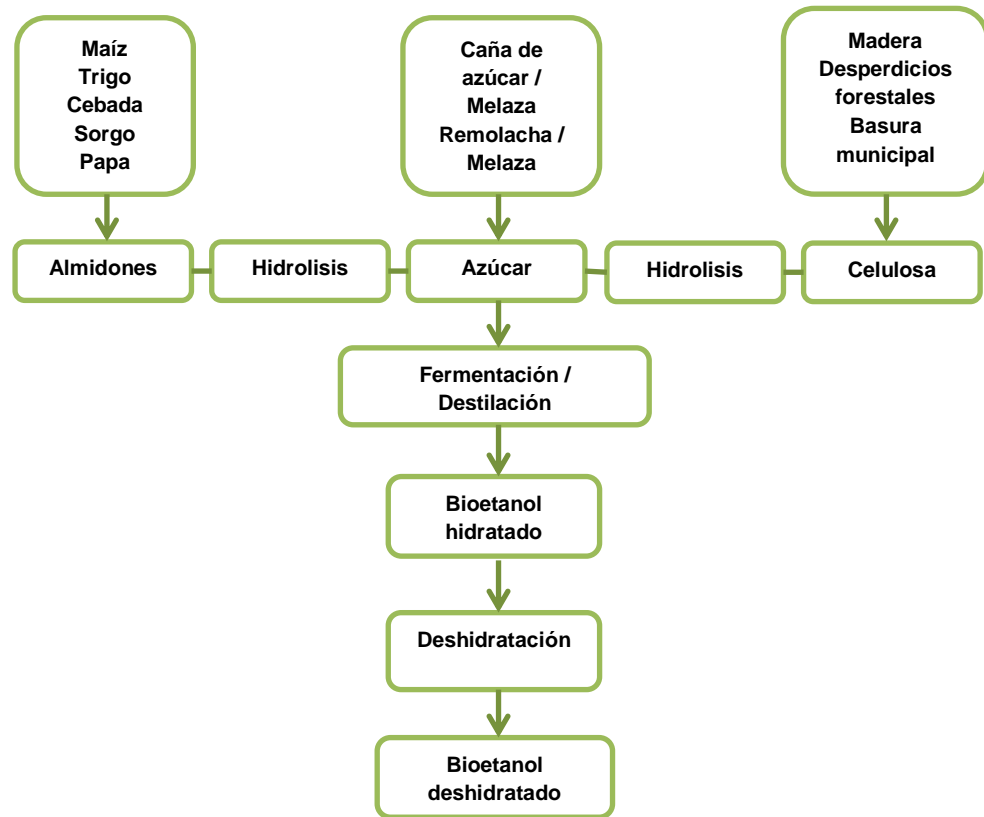 Maíz
Trigo
Cebada
Sorgo
Papa
Caña de
azúcar /
Melaza
Remolacha /
Melaza
Madera
Desperdicios
forestales
Basura
municipal
Almidones
Hidrolisis
Azúcar
Hidrolisis
Celulosa
Fermentación /
Destilación
Bioetanol
hidratado
Deshidratación
Bioetanol
deshidratado